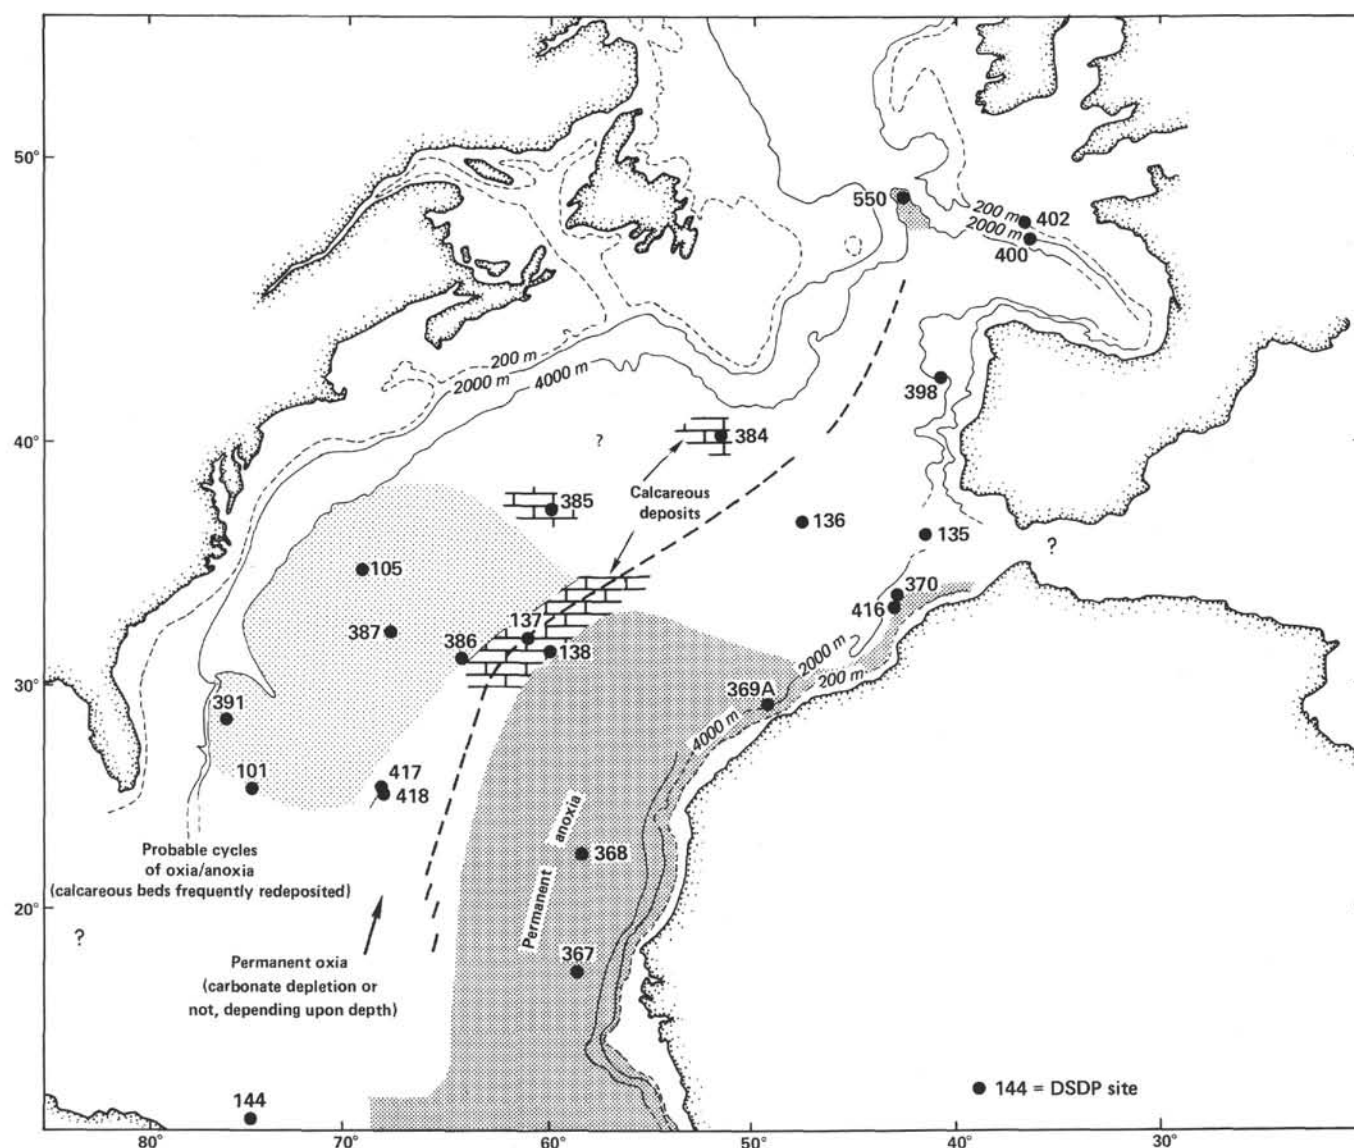 50°
40°
30°
20°
80°
70°
60°
50°
40°
30°
550
200 m
402
2000 m
400
200 m
2000 m
4000 m
398
?
384
385
Calcareous
deposits
136
135
?
105
370
416
387
386
137
138
2000 m
200 m
369A
4000 m
391
101
417
418
Permanent anoxia
368
367
Probable cycles
of oxia/anoxia
(calcareous beds frequently redeposited)
?
Permanent oxia
(carbonate depletion or
not, depending upon depth)
144
144 = DSDP site